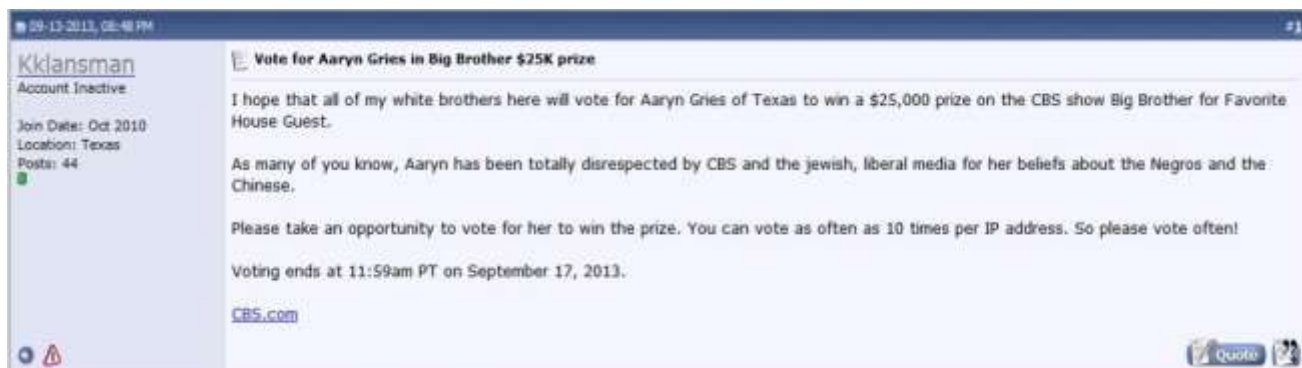 09-13-2013, 08:48 PM
#1
Kklansman
Account Inactive
Join Date: Oct 2010
Location: Texas
Posts: 44
Vote for Aaryn Gries in Big Brother $25K prize
I hope that all of my white brothers here will vote for Aaryn Gries of Texas to win a $25,000 prize on the CBS show Big Brother for Favorite
House Guest.
As many of you know, Aaryn has been totally disrespected by CBS and the jewish, liberal media for her beliefs about the Negros and the
Chinese.
Please take an opportunity to vote for her to win the prize. You can vote as often as 10 times per IP address. So please vote often!
Voting ends at 11:59am PT on September 17, 2013.
CBS.com
Quote